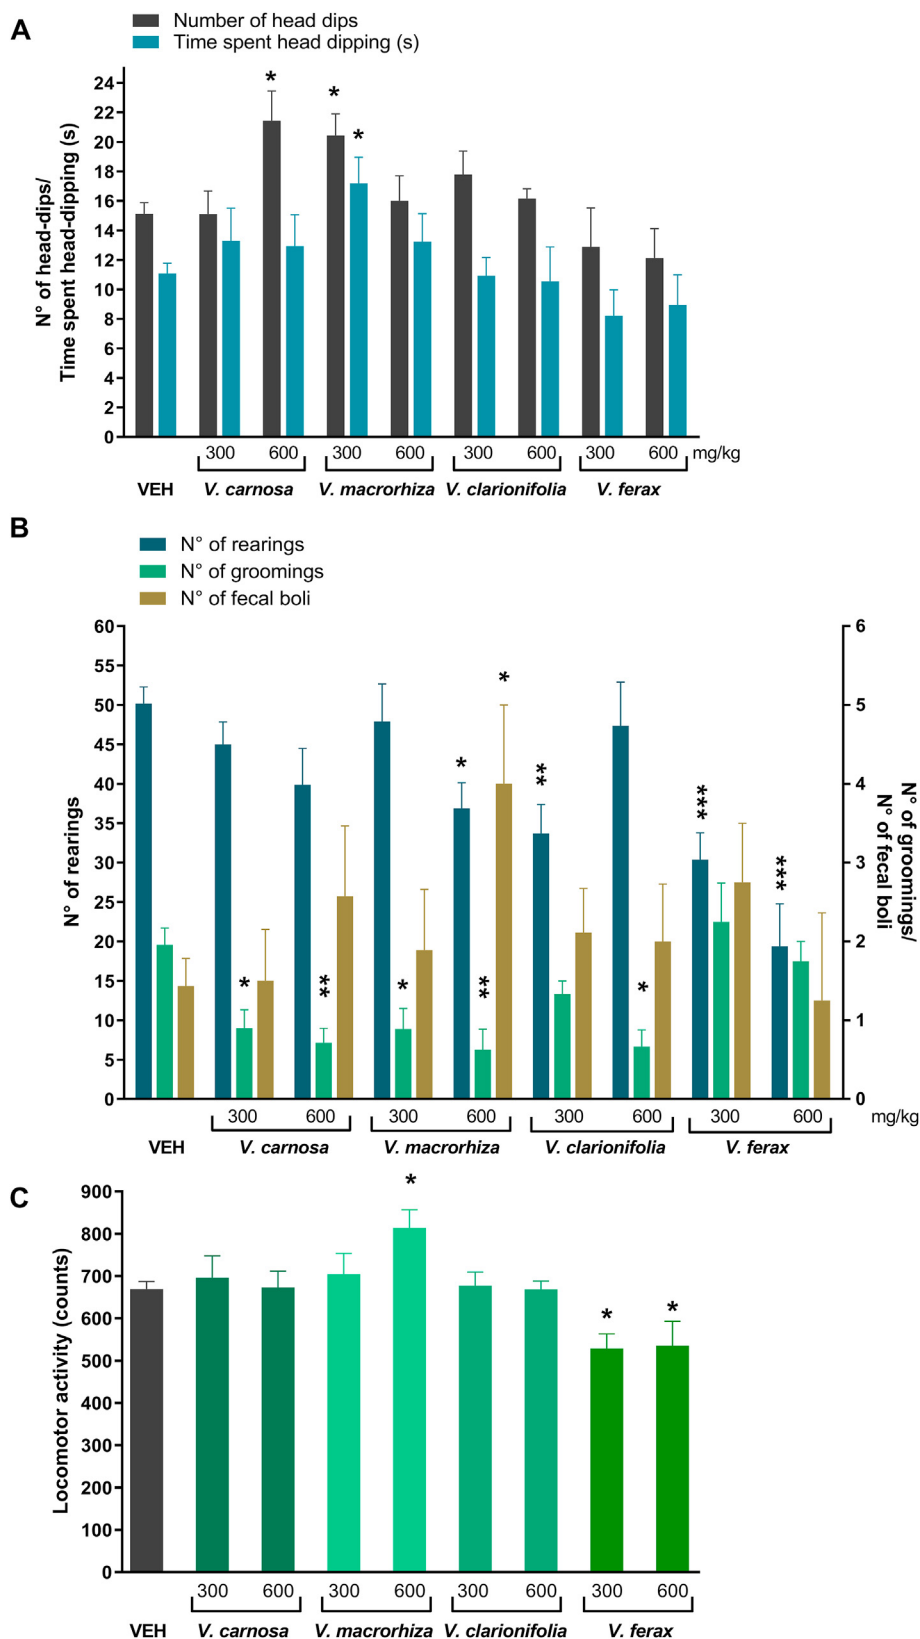 A
Number of head dips
Time spent head dipping (s)
N° of head-dips/
Time spent head-dipping (s)
24
22
20
18
16
14
12
10
8
6
4
2
0
* * *
300 600 300 600 300 600 300 600 mg/kg
VEH V. carnosa V. macrorhiza V. clarionifolia V. ferax
B
N° of rearings
N° of groomings
N° of fecal boli
N° of rearings
60
55
50
45
40
35
30
25
20
15
10
5
0
* ** * ** * * ** * *** ***
6
5
4
3
2
1
0
N° of groomings/
N° of fecal boli
300 600 300 600 300 600 300 600 mg/kg
VEH V. carnosa V. macrorhiza V. clarionifolia V. ferax
C
Locomotor activity (counts)
900
800
700
600
500
400
300
200
100
0
* * *
300 600 300 600 300 600 300 600
VEH V. carnosa V. macrorhiza V. clarionifolia V. ferax